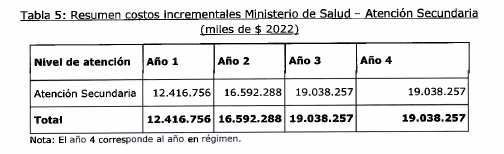 Tabla 5: Resumen costos incrementales Ministerio de Salud – Atención Secundaria
(miles de $ 2022)
Nivel de atención Año 1 Año 2 Año 3 Año 4
Atención Secundaria 12.416.756 16.592.288 19.038.257 19.038.257
Total 12.416.756 16.592.288 19.038.257 19.038.257
Nota: El año 4 corresponde al año en régimen.